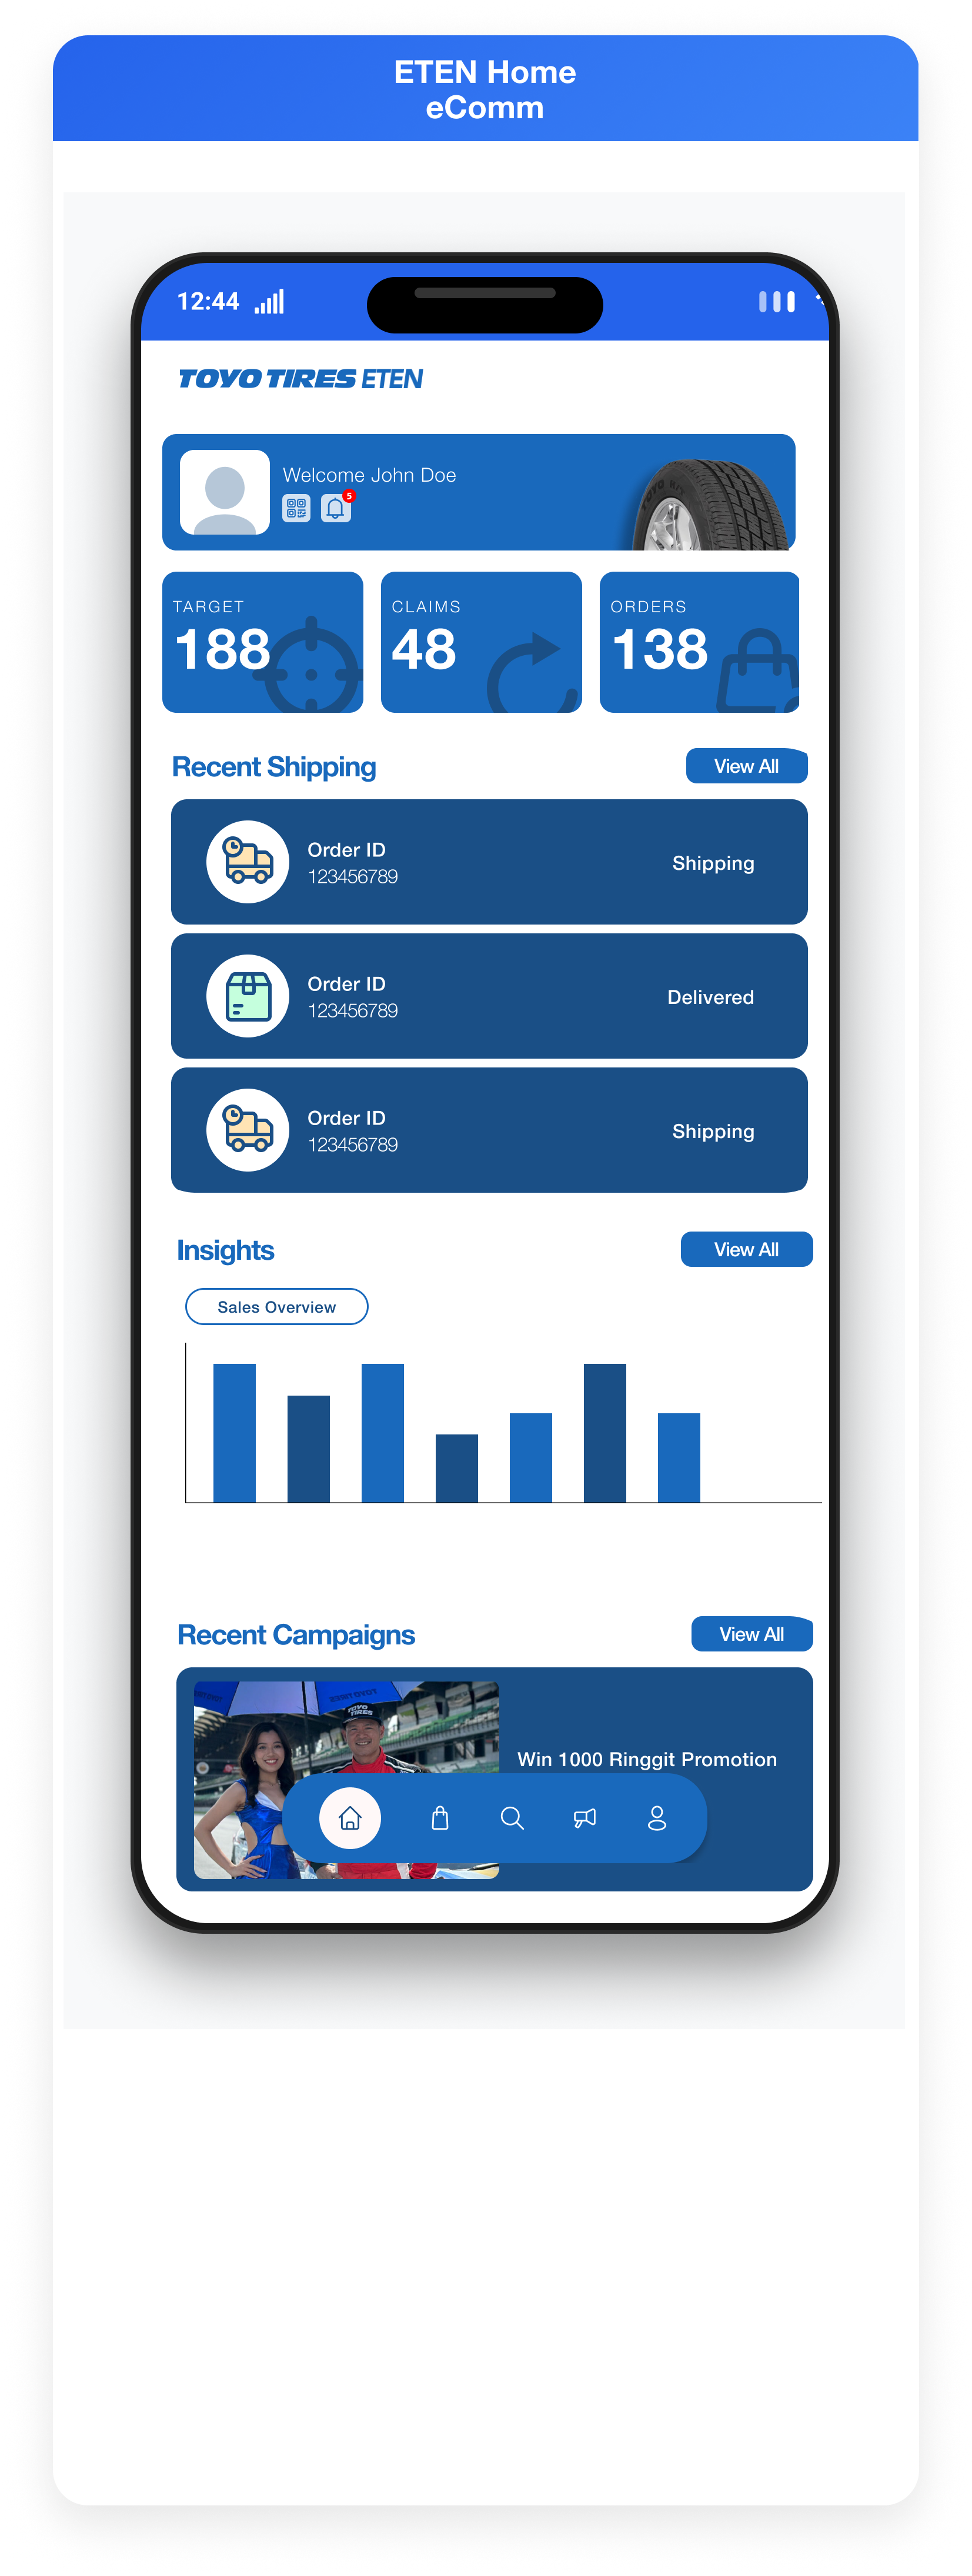 ETEN Home
eComm
12:44
TOYO TIRES ETEN
Welcome John Doe
5
TARGET
188
CLAIMS
48
ORDERS
138
Recent Shipping
View All
Order ID
123456789
Shipping
Order ID
123456789
Delivered
Order ID
123456789
Shipping
Insights
View All
Sales Overview
Recent Campaigns
View All
TOYO TIRES
Win 1000 Ringgit Promotion